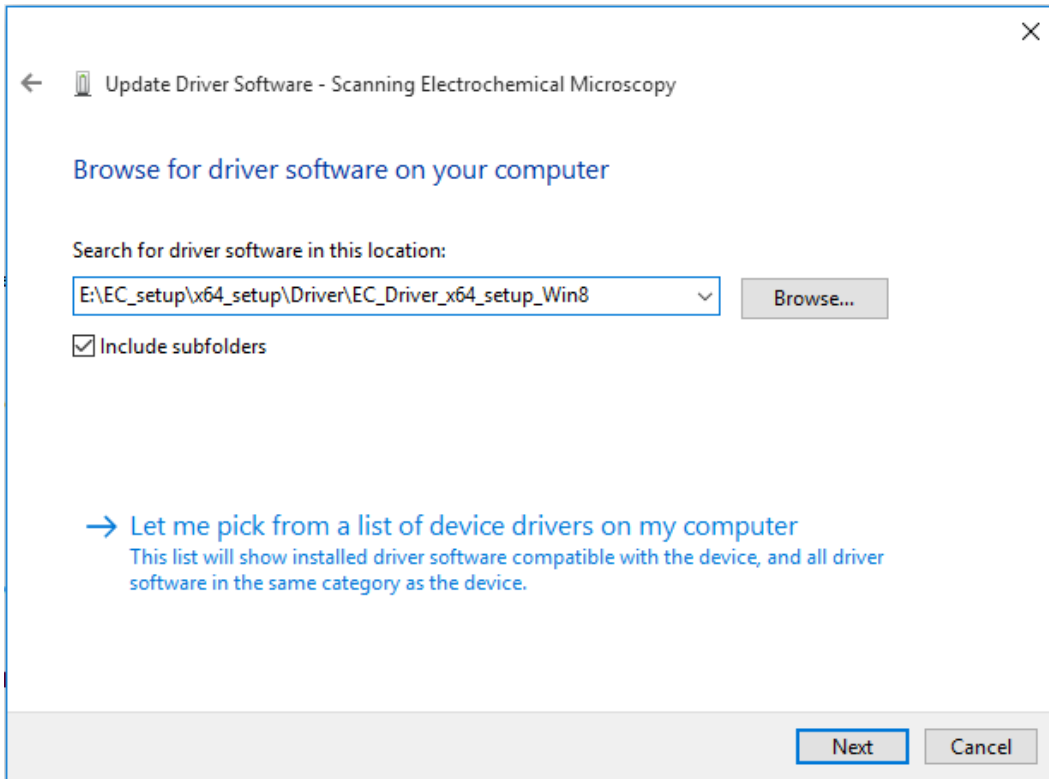 Update Driver Software - Scanning Electrochemical Microscopy
Browse for driver software on your computer
Search for driver software in this location:
E:\EC_setup\x64_setup\Driver\EC_Driver_x64_setup_Win8
Browse...
Include subfolders
Let me pick from a list of device drivers on my computer
This list will show installed driver software compatible with the device, and all driver
software in the same category as the device.
Next
Cancel